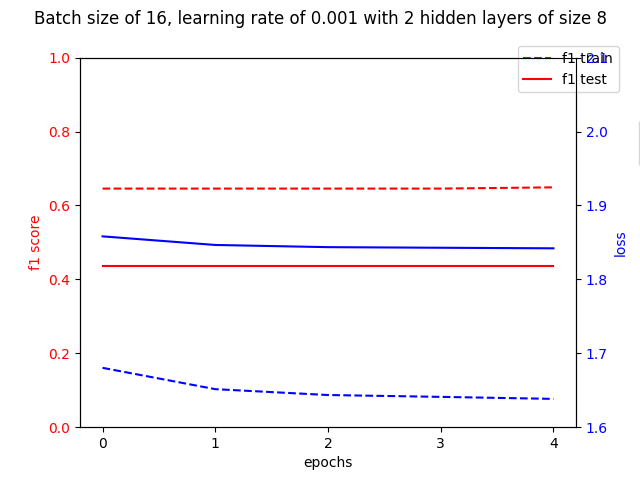 Batch size of 16, learning rate of 0.001 with 2 hidden layers of size 8
f1 train
f1 test
1.0
0.8
0.6
0.4
0.2
0.0
f1 score
2.1
2.0
1.9
1.8
1.7
1.6
loss
0 1 2 3 4
epochs